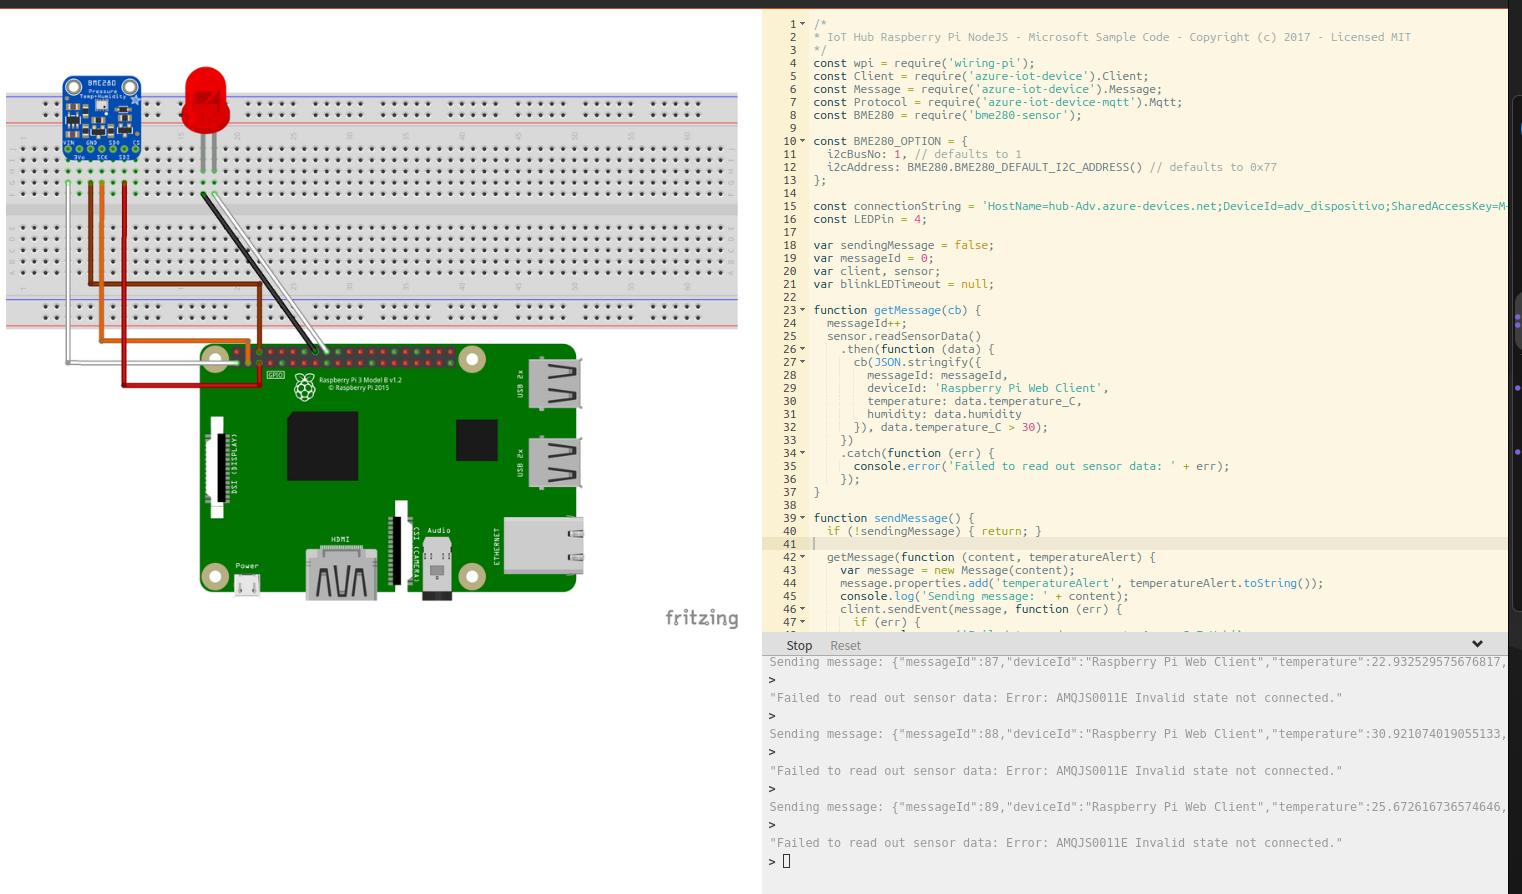 BME280
Pressure
Temp+Humidity
VIN GND SDO CS
3Vo SCK SDI
GPIO
Raspberry Pi 3 Model B v1.2
© Raspberry Pi 2015
USB 2x
USB 2x
DSI (DISPLAY)
CSI (CAMERA)
Audio
ETHERNET
HDMI
Power
fritzing
1 /*
2 * IoT Hub Raspberry Pi NodeJS - Microsoft Sample Code - Copyright (c) 2017 - Licensed MIT
3 */
4 const wpi = require('wiring-pi');
5 const Client = require('azure-iot-device').Client;
6 const Message = require('azure-iot-device').Message;
7 const Protocol = require('azure-iot-device-mqtt').Mqtt;
8 const BME280 = require('bme280-sensor');
9
10 const BME280_OPTION = {
11 i2cBusNo: 1, // defaults to 1
12 i2cAddress: BME280.BME280_DEFAULT_I2C_ADDRESS() // defaults to 0x77
13 };
14
15 const connectionString = 'HostName=hub-Adv.azure-devices.net;DeviceId=adv_dispositivo;SharedAccessKey=M
16 const LEDPin = 4;
17
18 var sendingMessage = false;
19 var messageId = 0;
20 var client, sensor;
21 var blinkLEDTimeout = null;
22
23 function getMessage(cb) {
24 messageId++;
25 sensor.readSensorData()
26 .then(function (data) {
27 cb(JSON.stringify({
28 messageId: messageId,
29 deviceId: 'Raspberry Pi Web Client',
30 temperature: data.temperature_C,
31 humidity: data.humidity
32 }), data.temperature_C > 30);
33 })
34 .catch(function (err) {
35 console.error('Failed to read out sensor data: ' + err);
36 });
37 }
38
39 function sendMessage() {
40 if (!sendingMessage) { return; }
41
42 getMessage(function (content, temperatureAlert) {
43 var message = new Message(content);
44 message.properties.add('temperatureAlert', temperatureAlert.toString());
45 console.log('Sending message: ' + content);
46 client.sendEvent(message, function (err) {
47 if (err) {
Stop Reset
Sending message: {"messageId":87,"deviceId":"Raspberry Pi Web Client","temperature":22.932529575676817,
>
"Failed to read out sensor data: Error: AMQJS0011E Invalid state not connected."
>
Sending message: {"messageId":88,"deviceId":"Raspberry Pi Web Client","temperature":30.921074019055133,
>
"Failed to read out sensor data: Error: AMQJS0011E Invalid state not connected."
>
Sending message: {"messageId":89,"deviceId":"Raspberry Pi Web Client","temperature":25.672616736574646,
>
"Failed to read out sensor data: Error: AMQJS0011E Invalid state not connected."
>